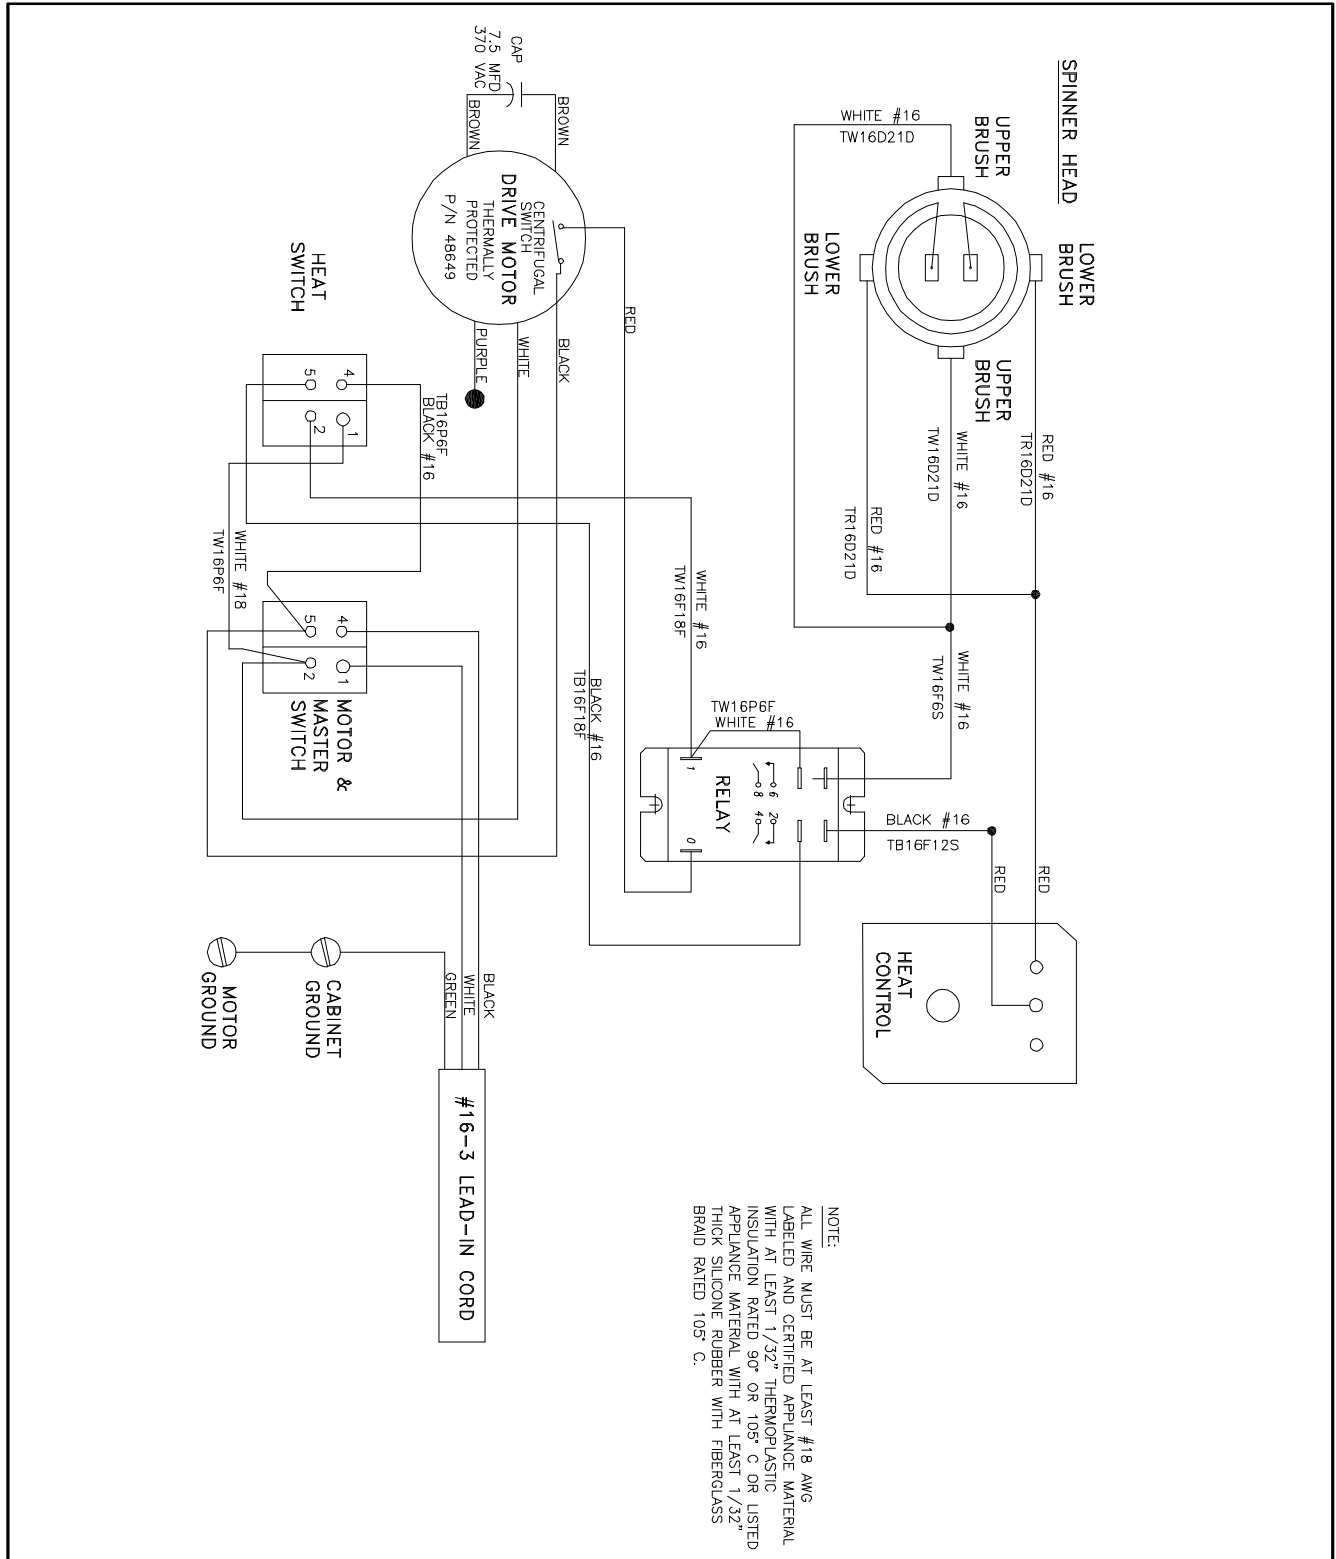 SPINNER HEAD
WHITE #16
TW16D21D
UPPER
BRUSH
LOWER
BRUSH
LOWER
BRUSH
UPPER
BRUSH
RED #16
TR16D21D
WHITE #16
TW16D21D
RED #16
TR16D21D
WHITE #16
TW16F6S
CAP
7.5 MFD
370 VAC
BROWN
BROWN
CENTRIFUGAL
SWITCH
DRIVE MOTOR
THERMALLY
PROTECTED
P/N 48649
RED
BLACK
WHITE
PURPLE
HEAT
SWITCH
4
5
1
2
TB16P6F
BLACK #16
WHITE #18
TW16P6F
WHITE #16
TW16F18F
BLACK #16
TB16F18F
4
5
1
2
MOTOR &
MASTER
SWITCH
TW16P6F
WHITE #16
RELAY
1
0
6
8
2
4
BLACK #16
TB16F12S
RED
RED
HEAT
CONTROL
BLACK
WHITE
GREEN
CABINET
GROUND
MOTOR
GROUND
#16-3 LEAD-IN CORD
NOTE:
ALL WIRE MUST BE AT LEAST #18 AWG
LABELED AND CERTIFIED APPLIANCE MATERIAL
WITH AT LEAST 1/32" THERMOPLASTIC
INSULATION RATED 90° OR 105° C OR LISTED
APPLIANCE MATERIAL WITH AT LEAST 1/32"
THICK SILICONE RUBBER WITH FIBERGLASS
BRAID RATED 105° C.